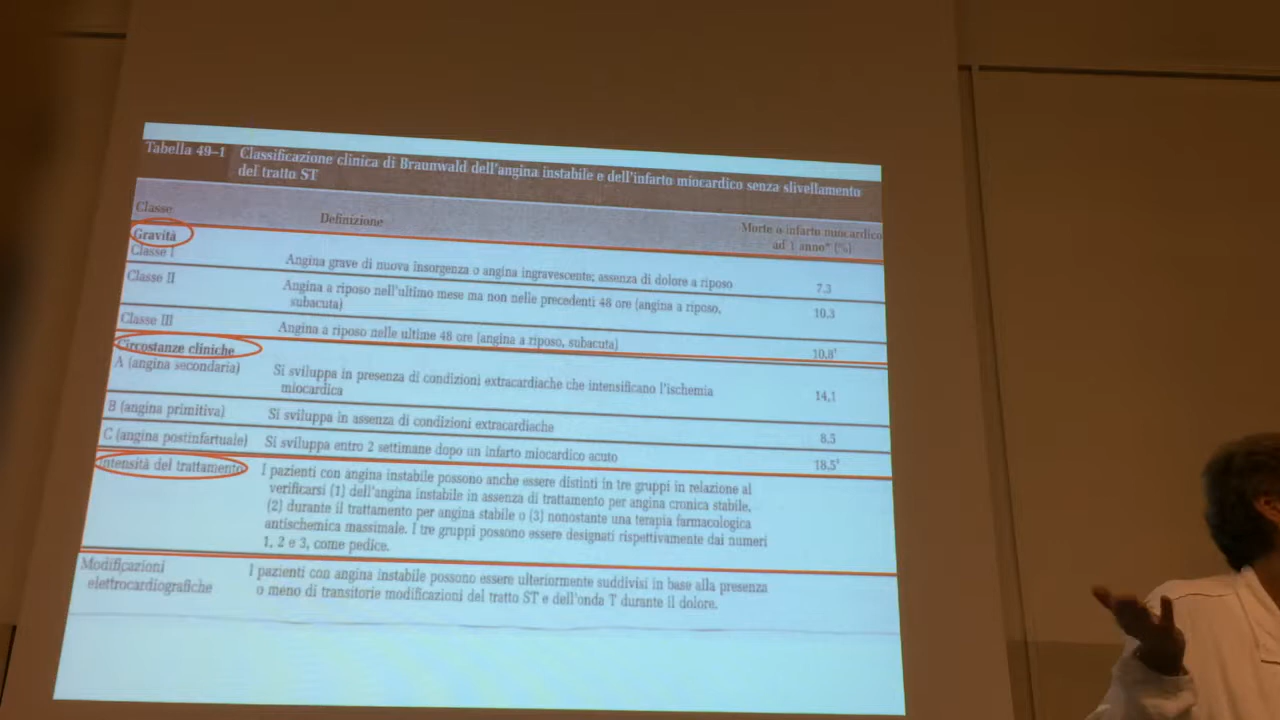 Tabella 49–1 Classificazione clinica di Braunwald dell'angina instabile e dell'infarto miocardico senza slivellamento
del tratto ST
Classe Definizione Morte o infarto miocardico
ad 1 anno* (%)
Gravità
Classe I Angina grave di nuova insorgenza o angina ingravescente; assenza di dolore a riposo 7,3
Classe II Angina a riposo nell'ultimo mese ma non nelle precedenti 48 ore (angina a riposo, 10,3
subacuta)
Classe III Angina a riposo nelle ultime 48 ore (angina a riposo, subacuta) 10,8†
Circostanze cliniche
A (angina secondaria) Si sviluppa in presenza di condizioni extracardiache che intensificano l'ischemia 14,1
miocardica
B (angina primitiva) Si sviluppa in assenza di condizioni extracardiache 8,5
C (angina postinfartuale) Si sviluppa entro 2 settimane dopo un infarto miocardico acuto 18,5‡
Intensità del trattamento I pazienti con angina instabile possono anche essere distinti in tre gruppi in relazione al
verificarsi (1) dell'angina instabile in assenza di trattamento per angina cronica stabile,
(2) durante il trattamento per angina stabile o (3) nonostante una terapia farmacologica
antischemica massimale. I tre gruppi possono essere designati rispettivamente dai numeri
1, 2 e 3, come pedice.
Modificazioni I pazienti con angina instabile possono essere ulteriormente suddivisi in base alla presenza
elettrocardiografiche o meno di transitorie modificazioni del tratto ST e dell'onda T durante il dolore.